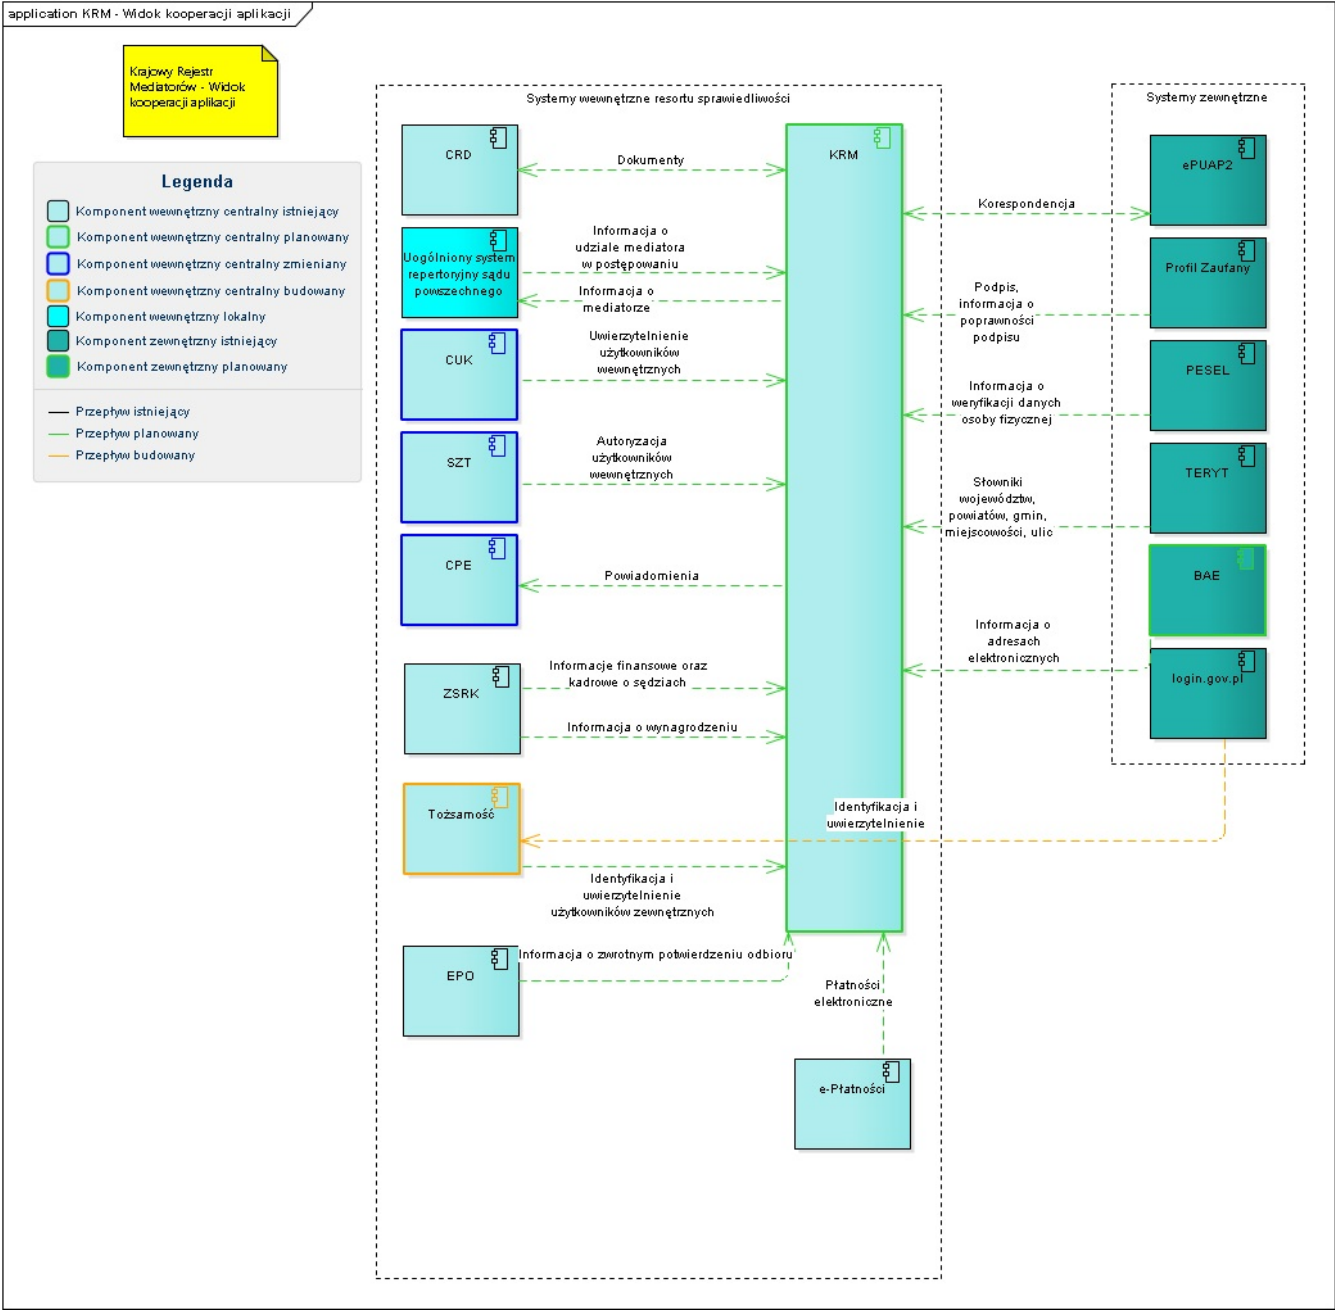 application KRM - Widok kooperacji aplikacji
Krajowy Rejestr
Mediatorów - Widok
kooperacji aplikacji
Legenda
Komponent wewnętrzny centralny istniejący
Komponent wewnętrzny centralny planowany
Komponent wewnętrzny centralny zmieniany
Komponent wewnętrzny centralny budowany
Komponent wewnętrzny lokalny
Komponent zewnętrzny istniejący
Komponent zewnętrzny planowany
Przepływ istniejący
Przepływ planowany
Przepływ budowany
Systemy wewnętrzne resortu sprawiedliwości
CRD
Dokumenty
KRM
Uogólniony system
repertoryjny sądu
powszechnego
Informacja o
udziale mediatora
w postępowaniu
Informacja o
mediatorze
CUK
Uwierzytelnienie
użytkowników
wewnętrznych
SZT
Autoryzacja
użytkowników
wewnętrznych
CPE
Powiadomienia
ZSRK
Informacje finansowe oraz
kadrowe o sędziach
Informacja o wynagrodzeniu
Tożsamość
Identyfikacja i
uwierzytelnienie
Identyfikacja i
uwierzytelnienie
użytkowników zewnętrznych
EPO
Informacja o zwrotnym potwierdzeniu odbioru
Płatności
elektroniczne
e-Płatności
Systemy zewnętrzne
ePUAP2
Korespondencja
Profil Zaufany
Podpis,
informacja o
poprawności
podpisu
PESEL
Informacja o
weryfikacji danych
osoby fizycznej
TERYT
Słowniki
województw,
powiatów, gmin,
miejscowości, ulic
BAE
Informacja o
adresach
elektronicznych
login.gov.pl